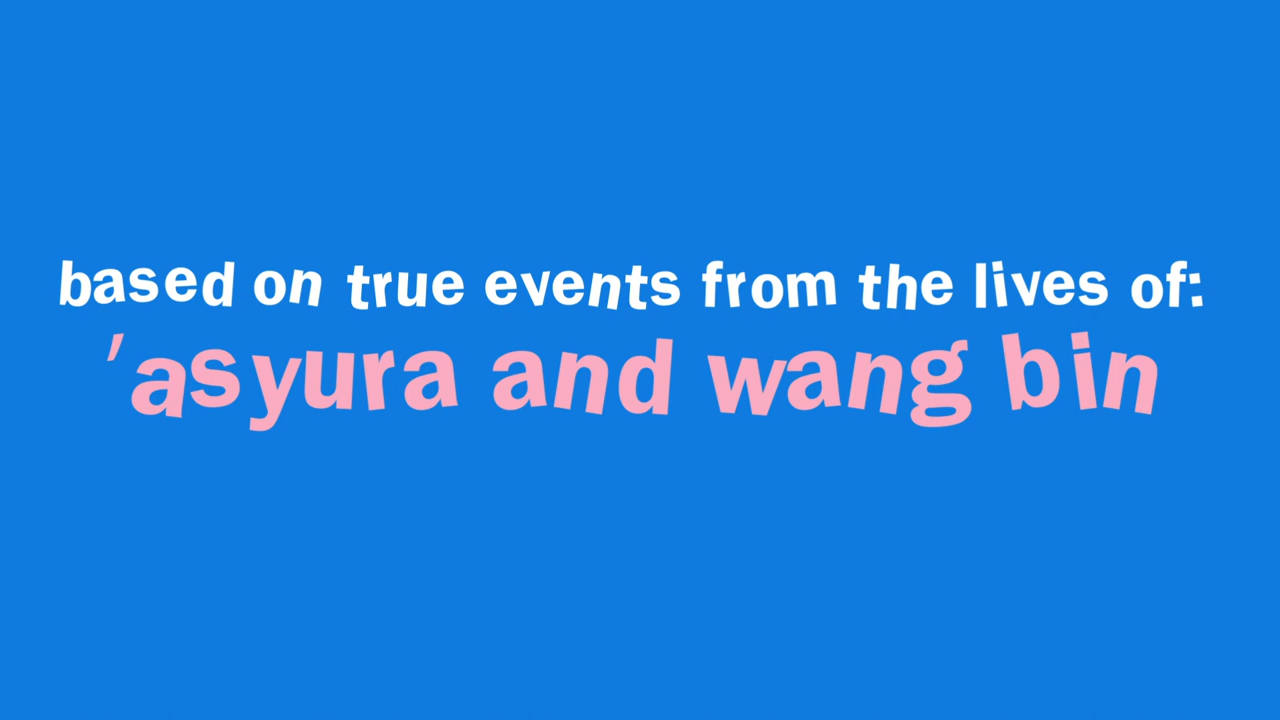 based on true events from the lives of:
'asyura and wang bin